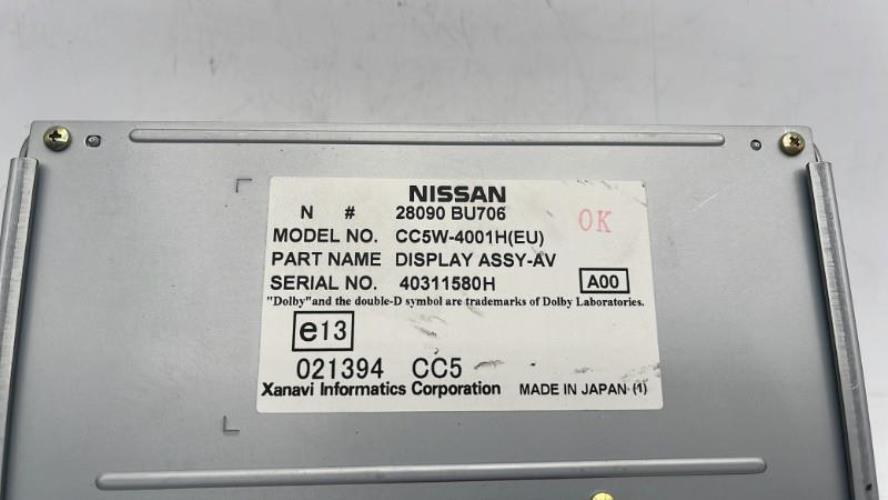 NISSAN
N # 28090 BU706
OK
MODEL NO. CC5W-4001H(EU)
PART NAME DISPLAY ASSY-AV
SERIAL NO. 40311580H A00
"Dolby"and the double-D symbol are trademarks of Dolby Laboratories.
e13
021394 CC5
Xanavi Informatics Corporation MADE IN JAPAN (1)